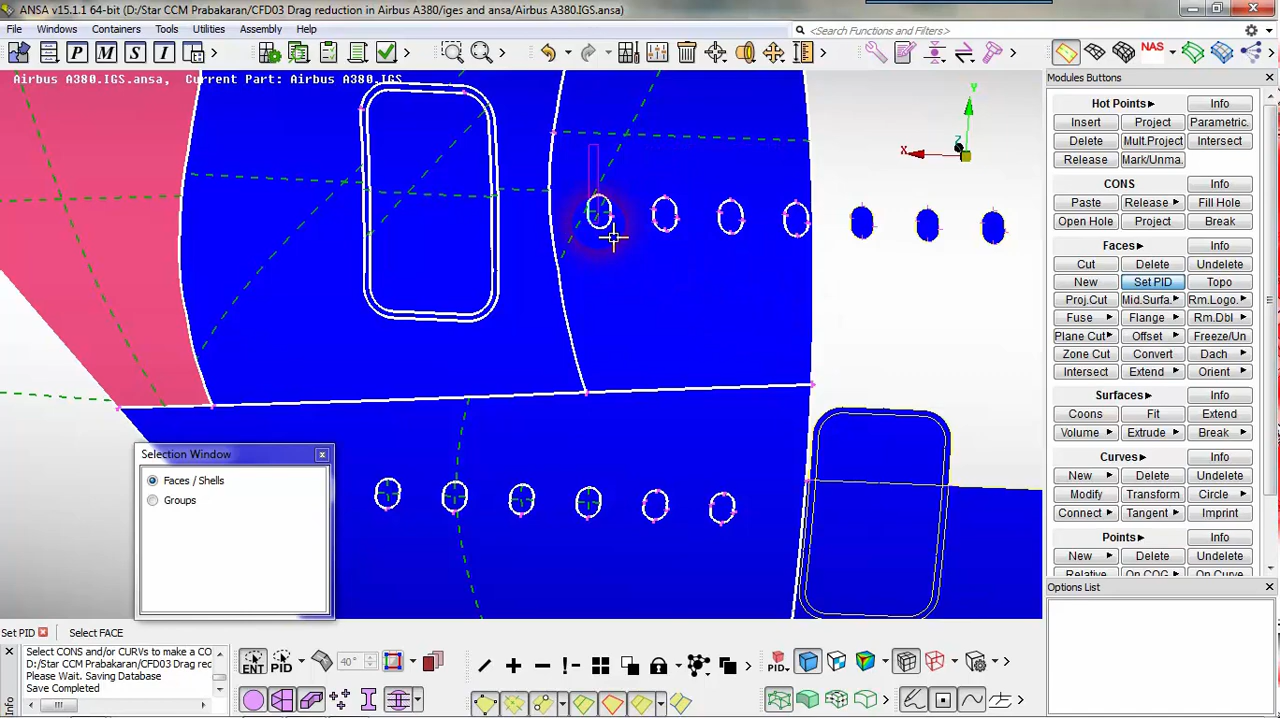 ANSA v15.1.1 64-bit (D:/Star CCM Prabakaran/CFD03 Drag reduction in Airbus A380/iges and ansa/Airbus A380.IGS.ansa)
File Windows Containers Tools Utilities Assembly Help
<Search Functions / Filters>
P M S I
NAS
Airbus A380.IGS.ansa, Current Part: Airbus A380.IGS
Y
X
Z
Modules Buttons
Hot Points Info
Insert Project Parametric.
Delete Mult.Project Intersect
Release Mark/Unma.
CONS Info
Paste Release Fill Hole
Open Hole Project Break
Faces Info
Cut Delete Undelete
New Set PID Topo
Proj.Cut Mid.Surfa. Rm.Logo.
Fuse Flange Rm.Dbl
Plane Cut Offset Freeze/Un
Zone Cut Convert Dach
Intersect Extend Orient
Surfaces Info
Coons Fit Extend
Volume Extrude Break
Curves Info
New Delete Undelete
Modify Transform Circle
Connect Tangent Imprint
Points Info
New Delete Undelete
Relative On COG On Curve
Options List
Selection Window
Faces / Shells
Groups
Set PID Select FACE
Select CONS and/or CURVs to make a CO
D:/Star CCM Prabakaran/CFD03 Drag rec
Please Wait. Saving Database
Save Completed
Info
ENT PID 40°
PID